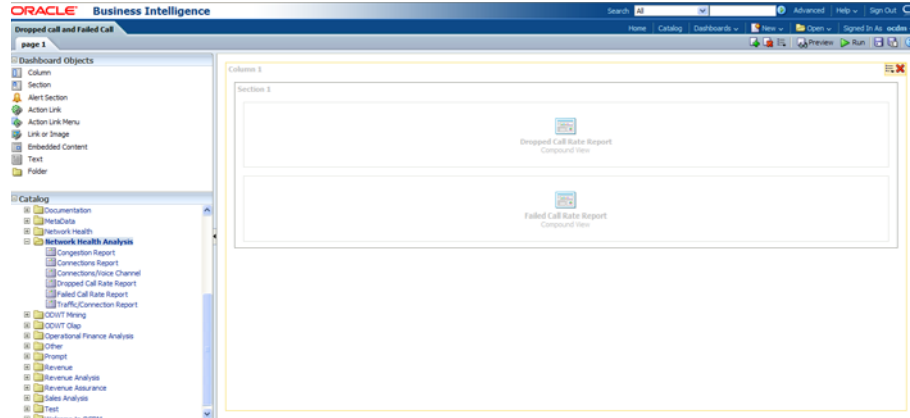 ORACLE Business Intelligence
Search All Advanced Help Sign Out
Dropped call and Failed Call
Home Catalog Dashboards New Open Signed In As ocdm
page 1
Preview Run
Dashboard Objects
Column
Section
Alert Section
Action Link
Action Link Menu
Link or Image
Embedded Content
Text
Folder
Catalog
Documentation
MetaData
Network Health
Network Health Analysis
Congestion Report
Connections Report
Connections/Voice Channel
Dropped Call Rate Report
Failed Call Rate Report
Traffic/Connection Report
ODWT Mining
ODWT Olap
Operational Finance Analysis
Other
Prompt
Revenue
Revenue Analysis
Revenue Assurance
Sales Analysis
Test
Column 1
Section 1
Dropped Call Rate Report
Compound View
Failed Call Rate Report
Compound View